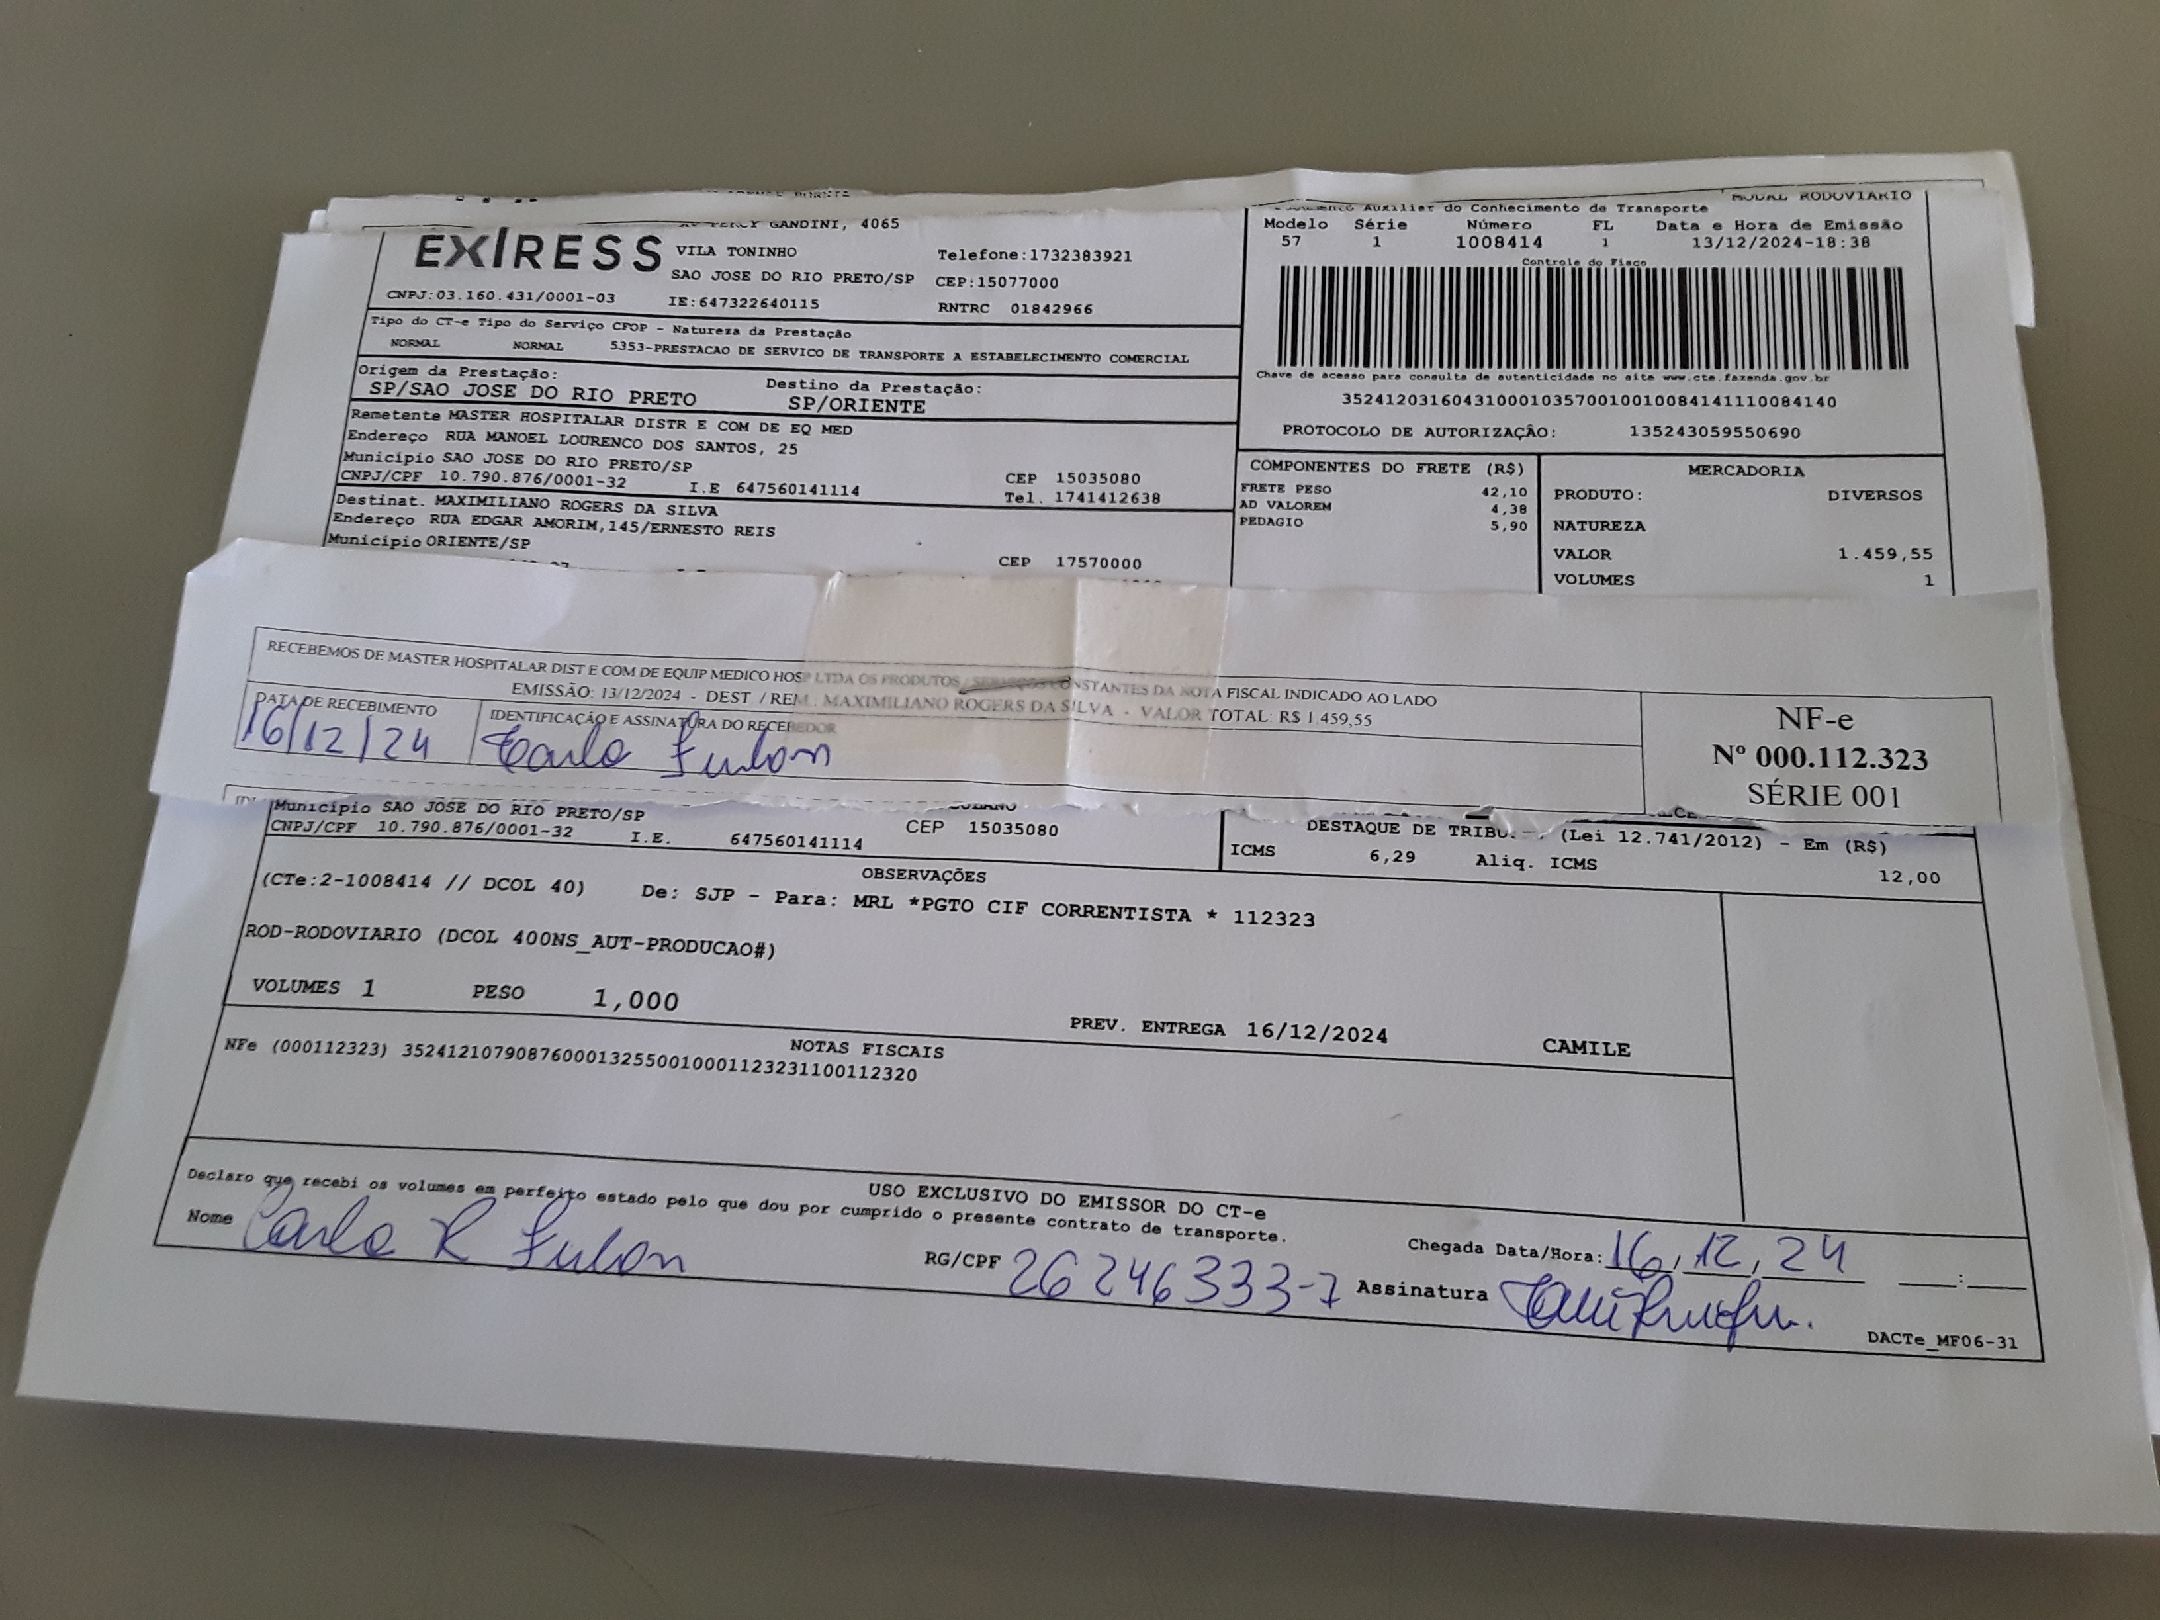 GANDINI, 4065
EXIRESS
VILA TONINHO
Telefone:1732383921
SAO JOSE DO RIO PRETO/SP
CEP:15077000
CNPJ:03.160.431/0001-03
IE:647322640115
RNTRC 01842966
Tipo do CT-e Tipo do Serviço CFOP - Natureza da Prestação
NORMAL NORMAL 5353-PRESTACAO DE SERVICO DE TRANSPORTE A ESTABELECIMENTO COMERCIAL
Origem da Prestação:
SP/SAO JOSE DO RIO PRETO
Destino da Prestação:
SP/ORIENTE
Remetente MASTER HOSPITALAR DISTR E COM DE EQ MED
Endereço RUA MANOEL LOURENCO DOS SANTOS, 25
Município SAO JOSE DO RIO PRETO/SP
CEP 15035080
CNPJ/CPF 10.790.876/0001-32 I.E 647560141114
Tel. 1741412638
Destinat. MAXIMILIANO ROGERS DA SILVA
Endereço RUA EDGAR AMORIM,145/ERNESTO REIS
Município ORIENTE/SP
CEP 17570000
MODAL RODOVIARIO
Auxiliar do Conhecimento de Transporte
Modelo Série Número FL Data e Hora de Emissão
57 1 1008414 1 13/12/2024-18:38
Controle do Fisco
Chave de acesso para consulta de autenticidade no site www.cte.fazenda.gov.br
35241203160431000103570010010084141110084140
PROTOCOLO DE AUTORIZAÇÃO: 135243059550690
COMPONENTES DO FRETE (R$)
FRETE PESO 42,10
AD VALOREM 4,38
PEDAGIO 5,90
MERCADORIA
PRODUTO: DIVERSOS
NATUREZA
VALOR 1.459,55
VOLUMES 1
RECEBEMOS DE MASTER HOSPITALAR DIST E COM DE EQUIP MEDICO HOSP LTDA OS PRODUTOS / SERVIÇOS CONSTANTES DA NOTA FISCAL INDICADO AO LADO
EMISSÃO: 13/12/2024 - DEST / REM.: MAXIMILIANO ROGERS DA SILVA - VALOR TOTAL: R$ 1.459,55
DATA DE RECEBIMENTO
16/12/24
IDENTIFICAÇÃO E ASSINATURA DO RECEBEDOR
NF-e
Nº 000.112.323
SÉRIE 001
Município SAO JOSE DO RIO PRETO/SP
CEP 15035080
CNPJ/CPF 10.790.876/0001-32 I.E. 647560141114
DESTAQUE DE TRIBU. (Lei 12.741/2012) - Em (R$)
ICMS 6,29 Aliq. ICMS 12,00
OBSERVAÇÕES
(CTe:2-1008414 // DCOL 40) De: SJP - Para: MRL *PGTO CIF CORRENTISTA * 112323
ROD-RODOVIARIO (DCOL 400NS_AUT-PRODUCAO#)
VOLUMES 1 PESO 1,000
PREV. ENTREGA 16/12/2024 CAMILE
NOTAS FISCAIS
NFe (000112323) 35241210790876000132550010001123231100112320
USO EXCLUSIVO DO EMISSOR DO CT-e
Declaro que recebi os volumes em perfeito estado pelo que dou por cumprido o presente contrato de transporte.
Nome
RG/CPF 26246333-7
Chegada Data/Hora: 16, 12, 24 :
Assinatura
DACTe_MF06-31